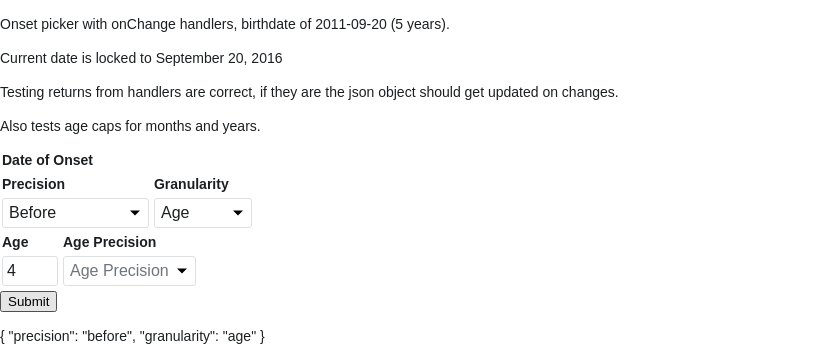 Onset picker with onChange handlers, birthdate of 2011-09-20 (5 years).
Current date is locked to September 20, 2016
Testing returns from handlers are correct, if they are the json object should get updated on changes.
Also tests age caps for months and years.
Date of Onset
Precision Granularity
Before Age
Age Age Precision
4 Age Precision
Submit
{ "precision": "before", "granularity": "age" }